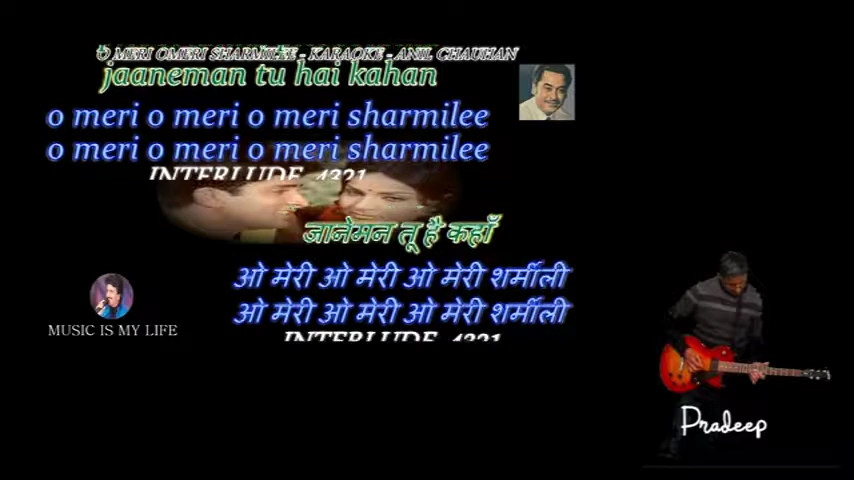 O MERI OMERI SHARMILEE - KARAOKE - ANIL CHAUHAN
jaaneman tu hai kahan
o meri o meri o meri sharmilee
o meri o meri o meri sharmilee
INTERLUDE 4321
जानेमन तू है कहाँ
ओ मेरी ओ मेरी ओ मेरी शर्मीली
ओ मेरी ओ मेरी ओ मेरी शर्मीली
INTERLUDE 4321
MUSIC IS MY LIFE
Pradeep